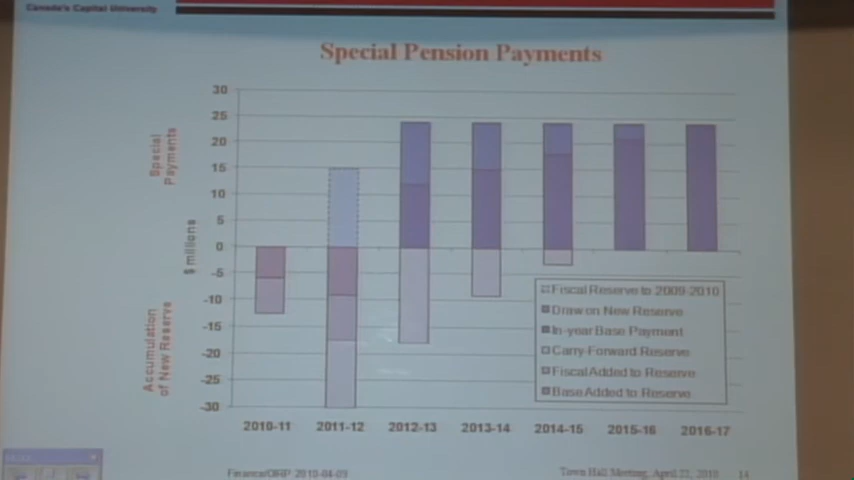 Canada's Capital University
Special Pension Payments
30
25
20
15
10
5
0
-5
-10
-15
-20
-25
-30
Special
Payments
$ millions
Accumulation
of New Reserve
Fiscal Reserve to 2009-2010
Draw on New Reserve
In-year Base Payment
Carry-Forward Reserve
Fiscal Added to Reserve
Base Added to Reserve
2010-11 2011-12 2012-13 2013-14 2014-15 2015-16 2016-17
Finance/ORP 2010-04-09
Town Hall Meeting, April 22, 2010 14